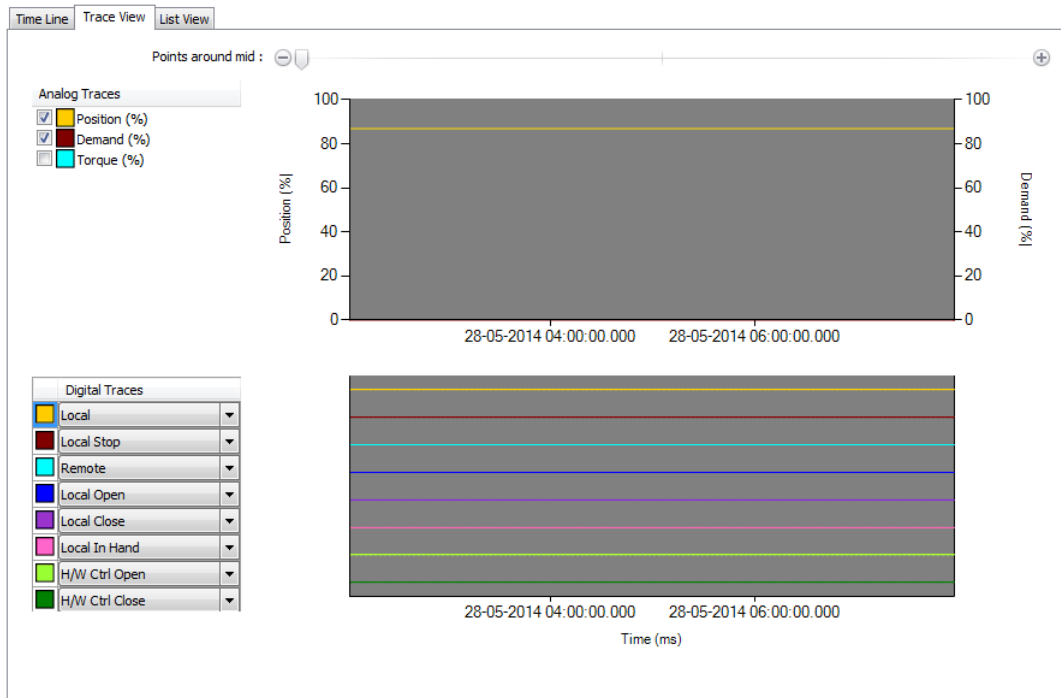 Time Line Trace View List View
Points around mid :
Analog Traces
Position (%)
Demand (%)
Torque (%)
100
80
60
40
20
0
Position (%|
100
80
60
40
20
0
Demand (%|
28-05-2014 04:00:00.000 28-05-2014 06:00:00.000
Digital Traces
Local
Local Stop
Remote
Local Open
Local Close
Local In Hand
H/W Ctrl Open
H/W Ctrl Close
28-05-2014 04:00:00.000 28-05-2014 06:00:00.000
Time (ms)